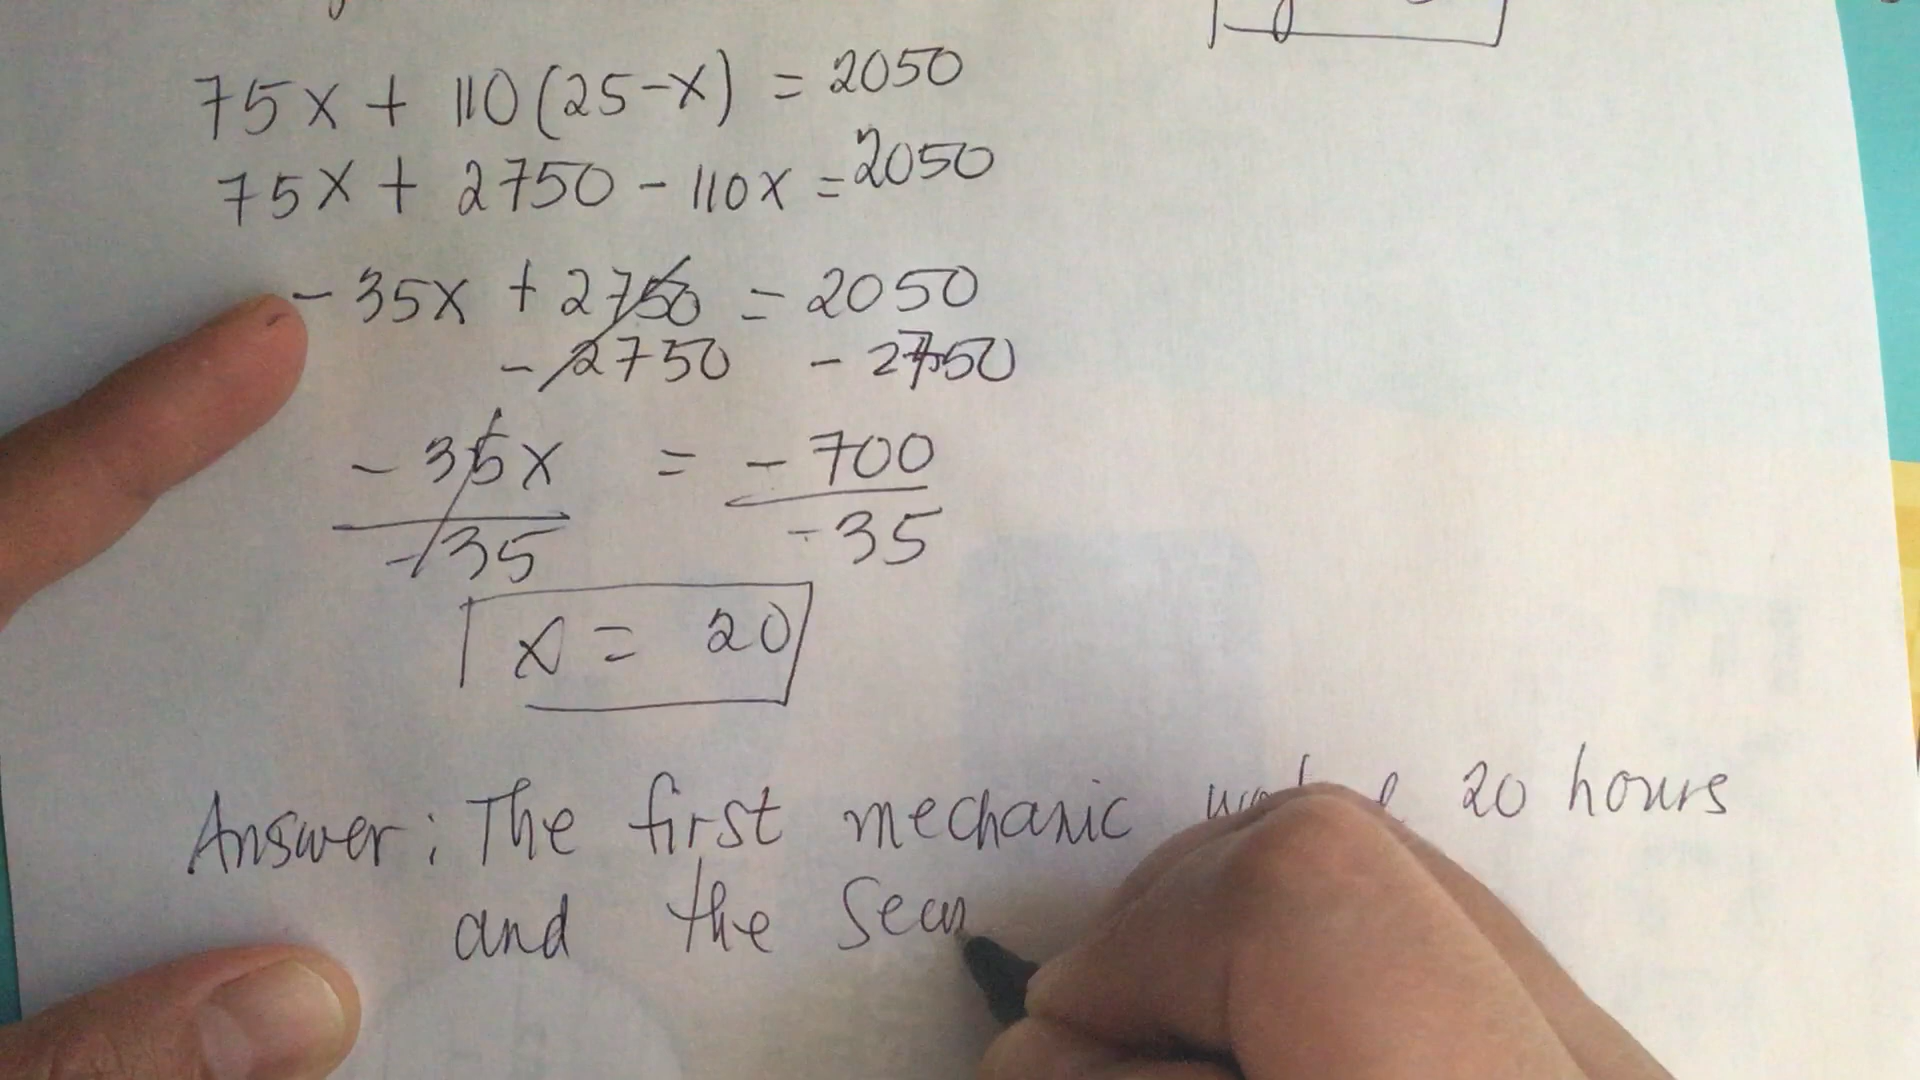 75x + 110(25-x) = 2050
75x + 2750 - 110x = 2050
- 35x + 2750 = 2050
- 2750 - 2750
- 35x = - 700
-35 -35
x = 20
Answer: The first mechanic 20 hours
and the Secon